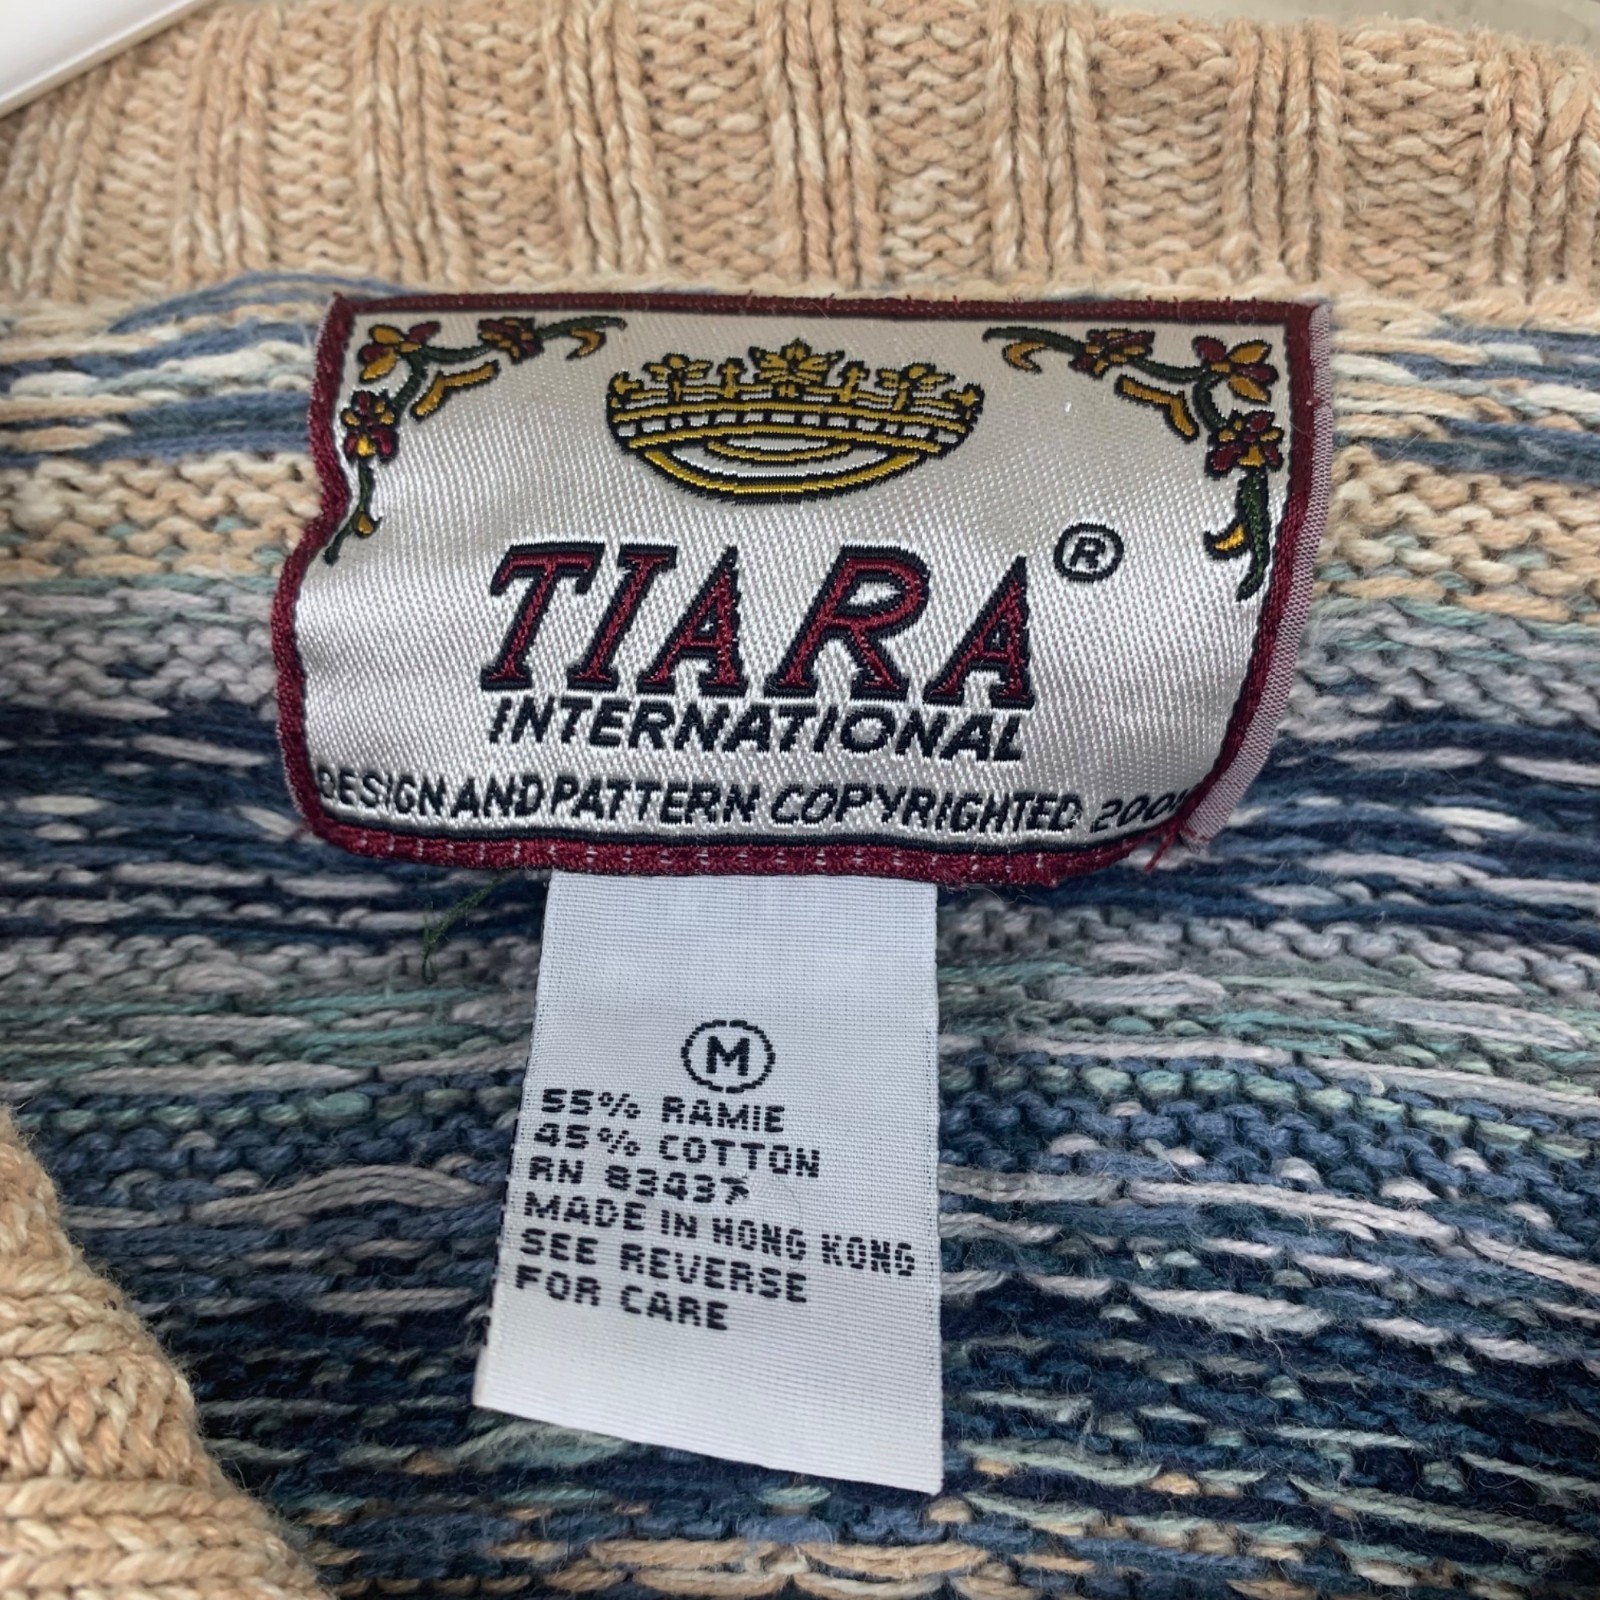 TIARA ®
INTERNATIONAL
DESIGN AND PATTERN COPYRIGHTED
M
55% RAMIE
45% COTTON
RN 83437
MADE IN HONG KONG
SEE REVERSE
FOR CARE